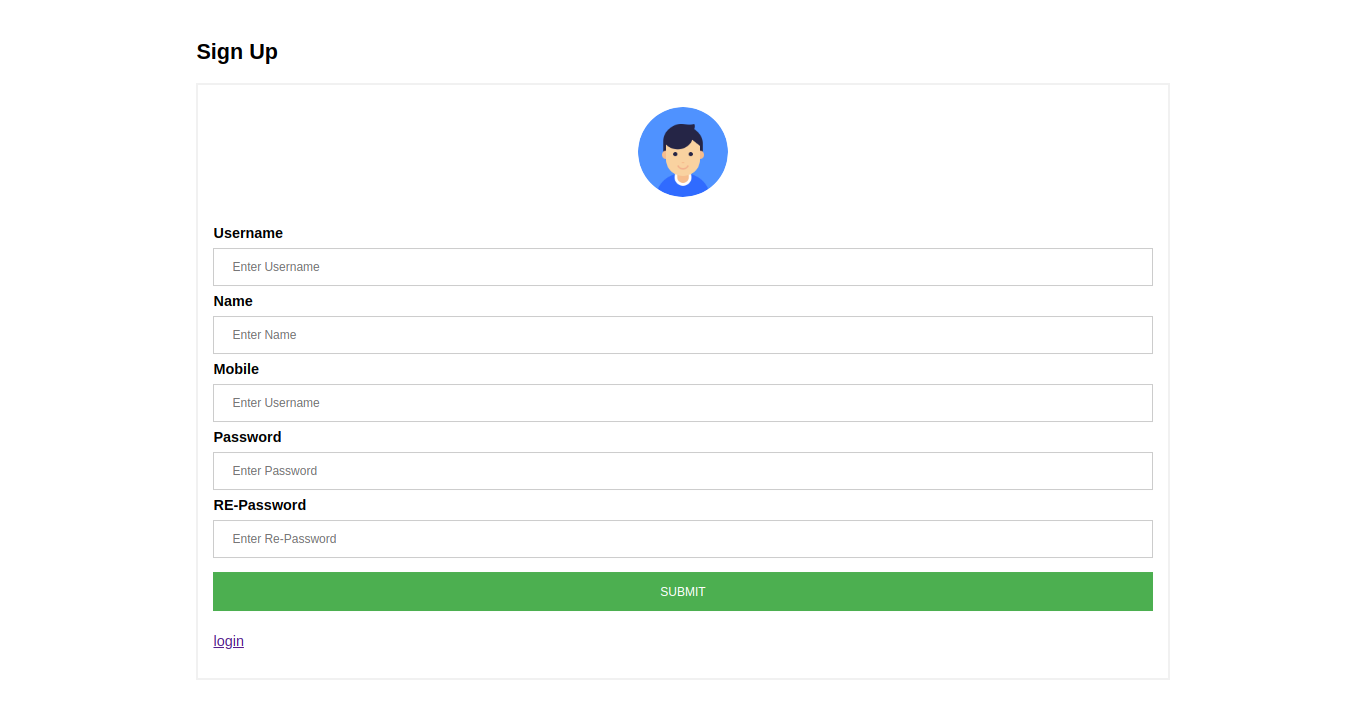 Sign Up
Username
Enter Username
Name
Enter Name
Mobile
Enter Username
Password
Enter Password
RE-Password
Enter Re-Password
SUBMIT
login